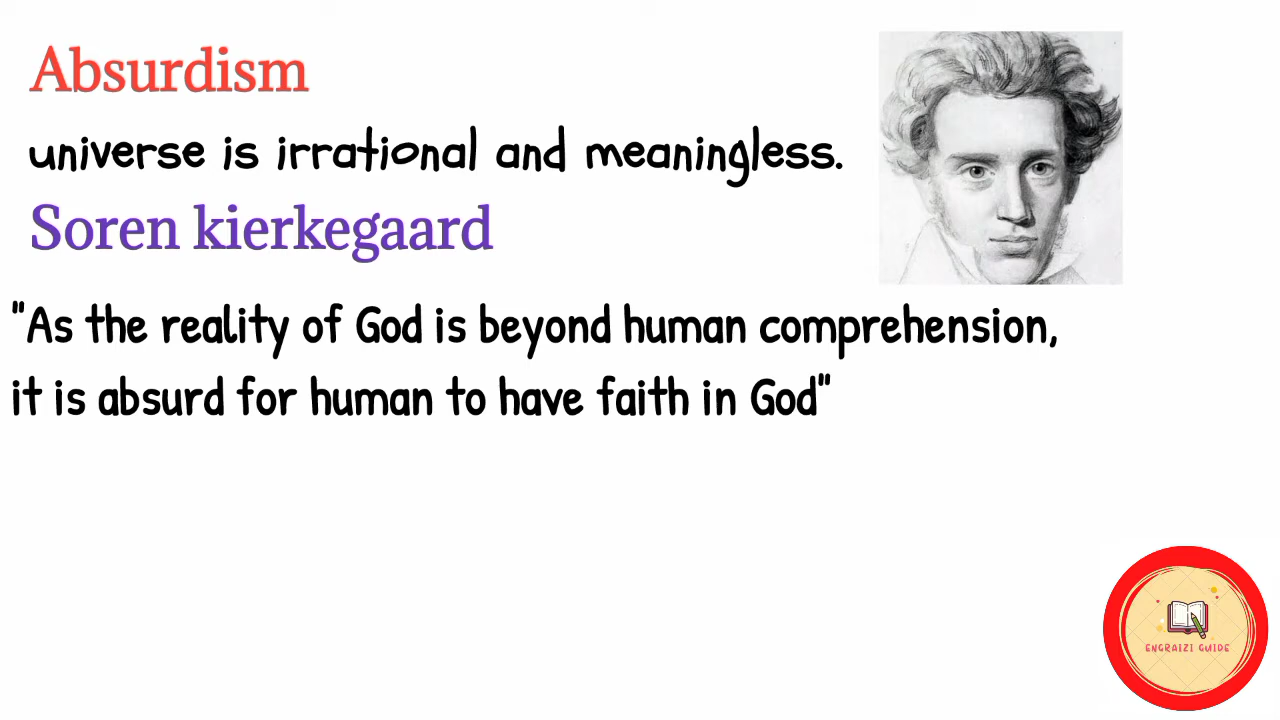 Absurdism
universe is irrational and meaningless.
Soren kierkegaard
"As the reality of God is beyond human comprehension,
it is absurd for human to have faith in God"
ENGRAIZI GUIDE